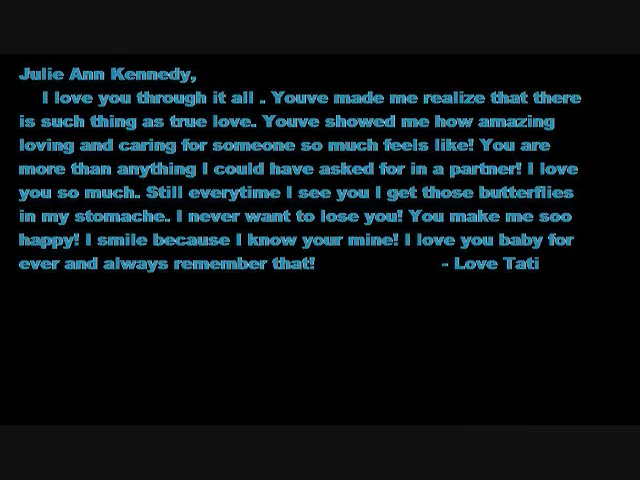 Julie Ann Kennedy,
I love you through it all . Youve made me realize that there
is such thing as true love. Youve showed me how amazing
loving and caring for someone so much feels like! You are
more than anything I could have asked for in a partner! I love
you so much. Still everytime I see you I get those butterflies
in my stomache. I never want to lose you! You make me soo
happy! I smile because I know your mine! I love you baby for
ever and always remember that! - Love Tati